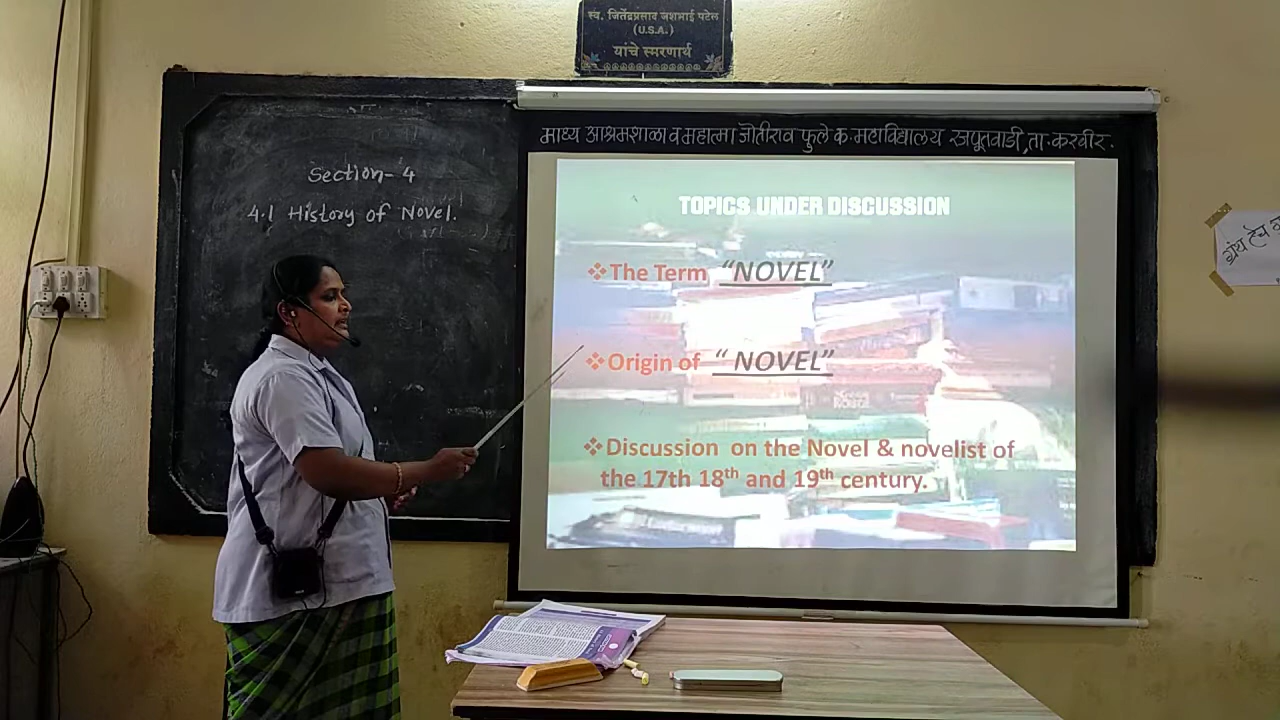 स्व. जितेंद्रप्रसाद जशभाई पटेल
(U.S.A.)
यांचे स्मरणार्थ
माध्य आश्रमशाळा व महात्मा जोतीराव फुले क. महाविद्यालय रजपूतवाडी, ता. करवीर.
Section-4
4.1 History of Novel.
TOPICS UNDER DISCUSSION
❖The Term "NOVEL"
❖Origin of " NOVEL"
❖Discussion on the Novel & novelist of
the 17th 18th and 19th century.